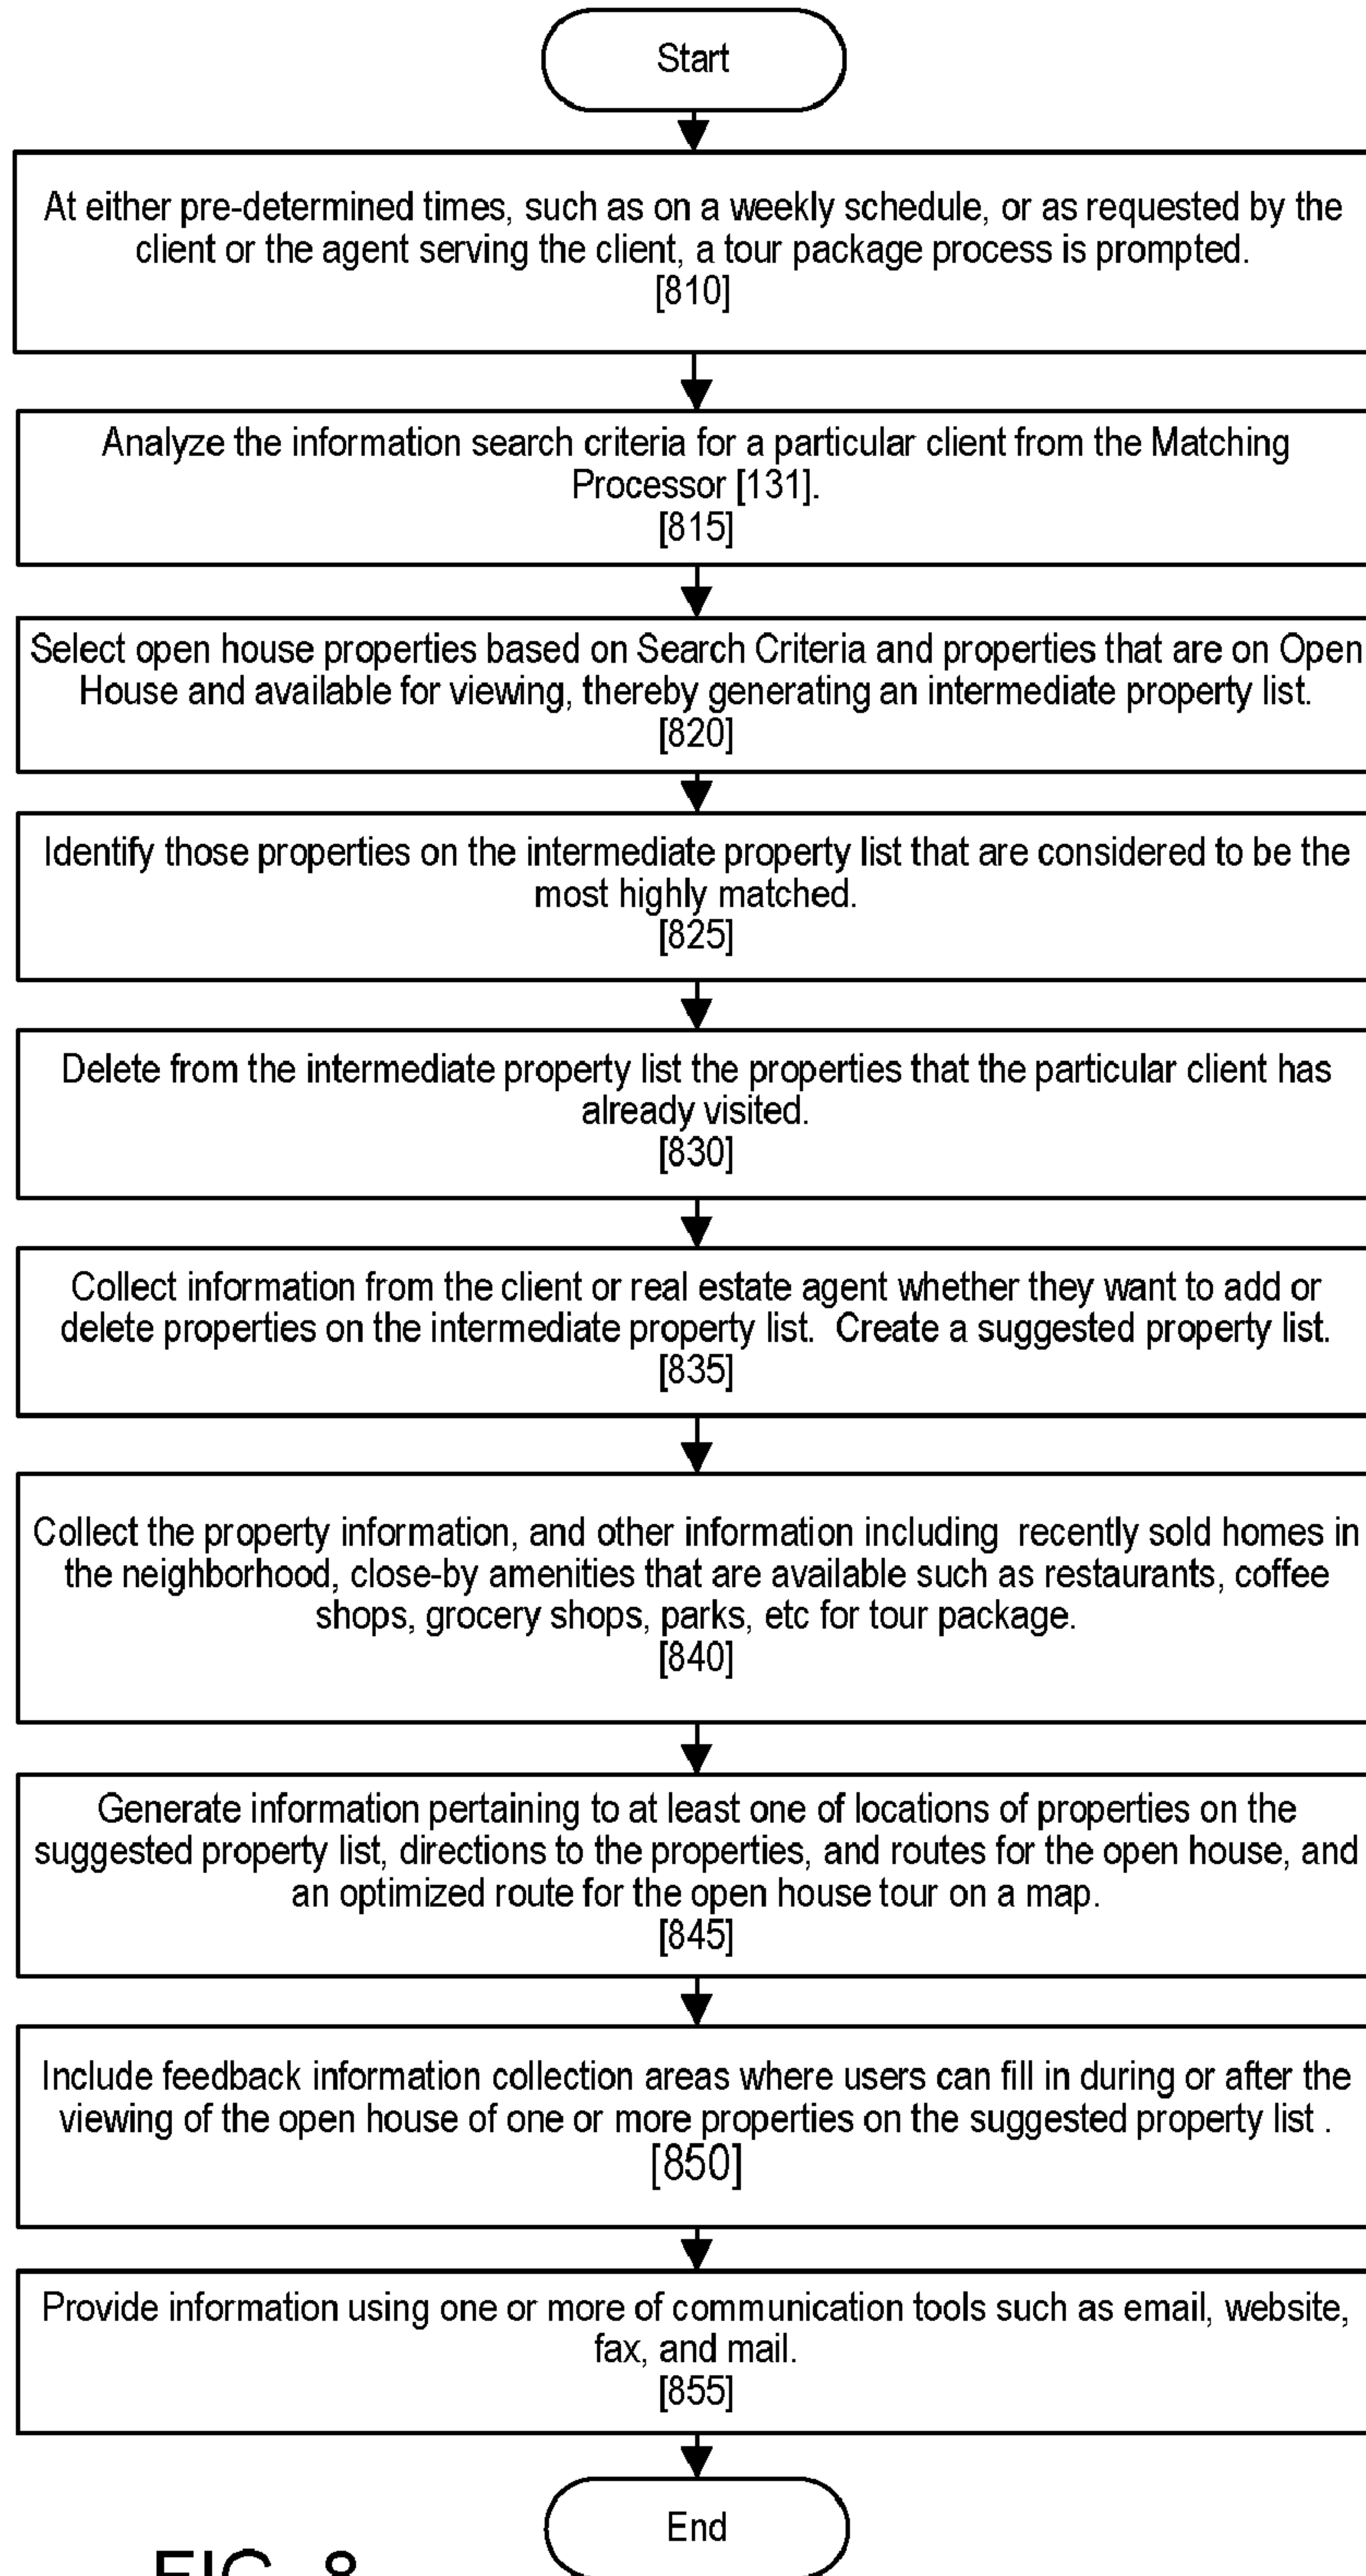 Start
At either pre-determined times, such as on a weekly schedule, or as requested by the
client or the agent serving the client, a tour package process is prompted.
[810]
Analyze the information search criteria for a particular client from the Matching
Processor [131].
[815]
Select open house properties based on Search Criteria and properties that are on Open
House and available for viewing, thereby generating an intermediate property list.
[820]
Identify those properties on the intermediate property list that are considered to be the
most highly matched.
[825]
Delete from the intermediate property list the properties that the particular client has
already visited.
[830]
Collect information from the client or real estate agent whether they want to add or
delete properties on the intermediate property list.  Create a suggested property list.
[835]
Collect the property information, and other information including  recently sold homes in
the neighborhood, close-by amenities that are available such as restaurants, coffee
shops, grocery shops, parks, etc for tour package.
[840]
Generate information pertaining to at least one of locations of properties on the
suggested property list, directions to the properties, and routes for the open house, and
an optimized route for the open house tour on a map.
[845]
Include feedback information collection areas where users can fill in during or after the
viewing of the open house of one or more properties on the suggested property list .
[850]
Provide information using one or more of communication tools such as email, website,
fax, and mail.
[855]
End
FIG. 8